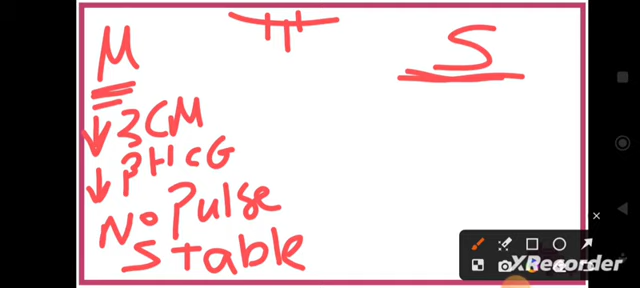 M S
↓ 3CM
↓ βHCG
No Pulse
Stable
XRecorder